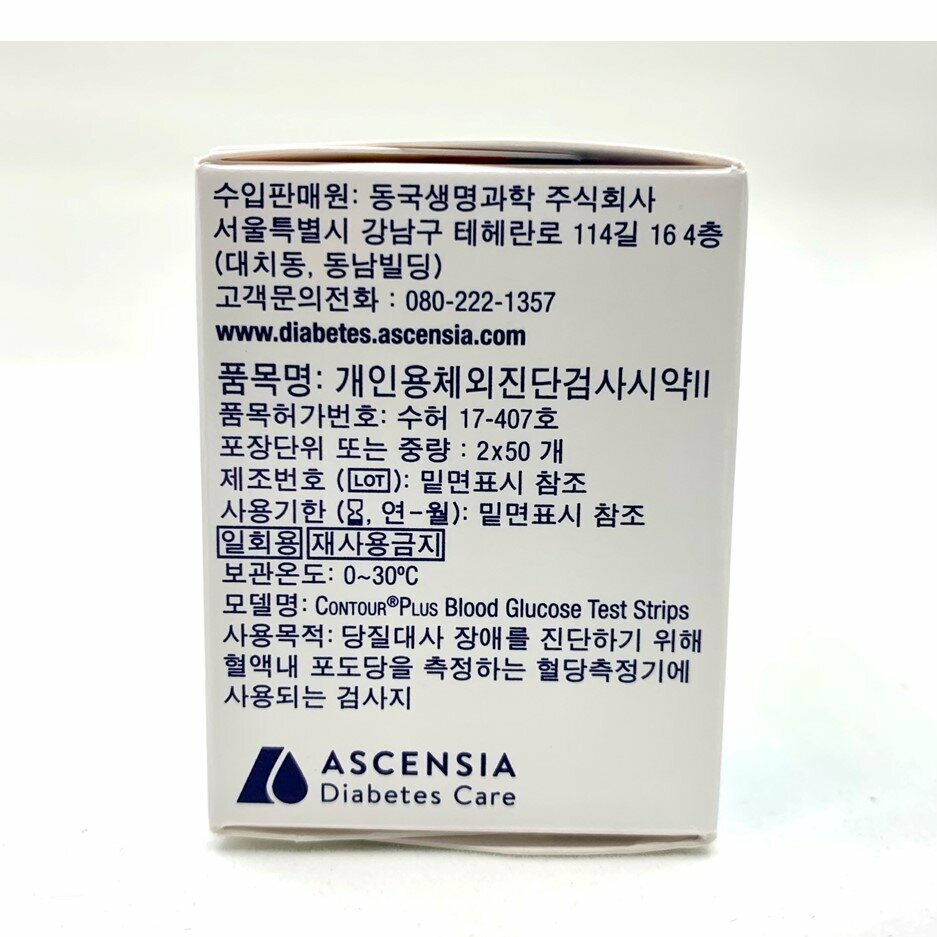 수입판매원: 동국생명과학 주식회사
서울특별시 강남구 테헤란로 114길 16 4층
(대치동, 동남빌딩)
고객문의전화 : 080-222-1357
www.diabetes.ascensia.com
품목명: 개인용체외진단검사시약II
품목허가번호: 수허 17-407호
포장단위 또는 중량 : 2x50 개
제조번호 (LOT): 밑면표시 참조
사용기한 (⌛, 연-월): 밑면표시 참조
일회용 재사용금지
보관온도: 0~30ºC
모델명: CONTOUR®PLUS Blood Glucose Test Strips
사용목적: 당질대사 장애를 진단하기 위해
혈액내 포도당을 측정하는 혈당측정기에
사용되는 검사지
ASCENSIA
Diabetes Care